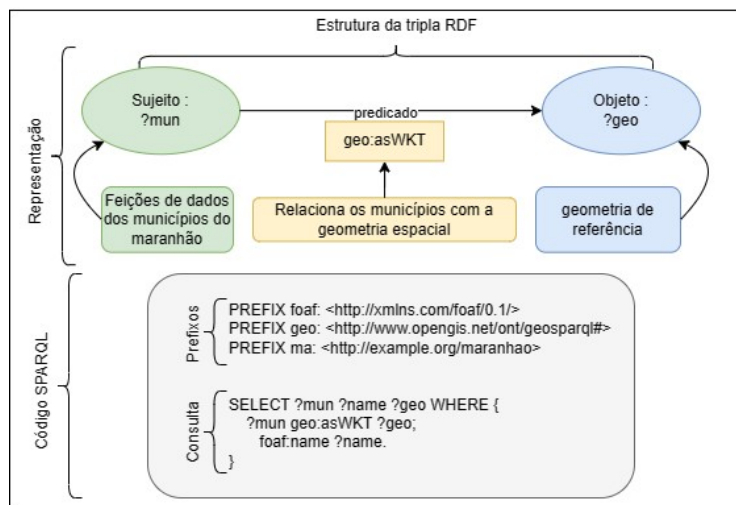 Estrutura da tripla RDF
Representação
Sujeito :
?mun
predicado
geo:asWKT
Objeto :
?geo
Feições de dados
dos municípios do
maranhão
Relaciona os municípios com a
geometria espacial
geometria de
referência
Código SPARQL
Prefixos
PREFIX foaf: <http://xmlns.com/foaf/0.1/>
PREFIX geo: <http://www.opengis.net/ont/geosparql#>
PREFIX ma: <http://example.org/maranhao>
Consulta
SELECT ?mun ?name ?geo WHERE {
?mun geo:asWKT ?geo;
foaf:name ?name.
}